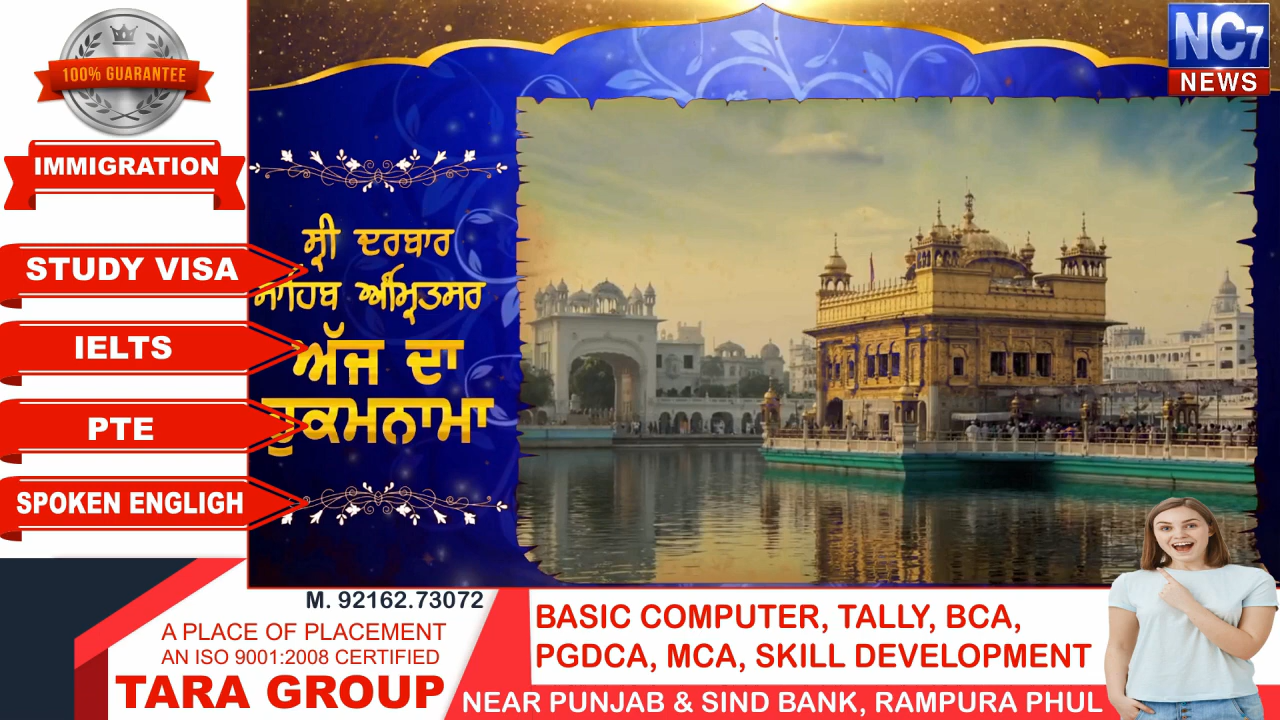 100% GUARANTEE
IMMIGRATION
STUDY VISA
IELTS
PTE
SPOKEN ENGLIGH
NC7
NEWS
ਸ੍ਰੀ ਦਰਬਾਰ
ਸਾਹਿਬ ਅੰਮ੍ਰਿਤਸਰ
ਅੱਜ ਦਾ
ਹੁਕਮਨਾਮਾ
M. 92162.73072
A PLACE OF PLACEMENT
AN ISO 9001:2008 CERTIFIED
TARA GROUP
BASIC COMPUTER, TALLY, BCA,
PGDCA, MCA, SKILL DEVELOPMENT
NEAR PUNJAB & SIND BANK, RAMPURA PHUL